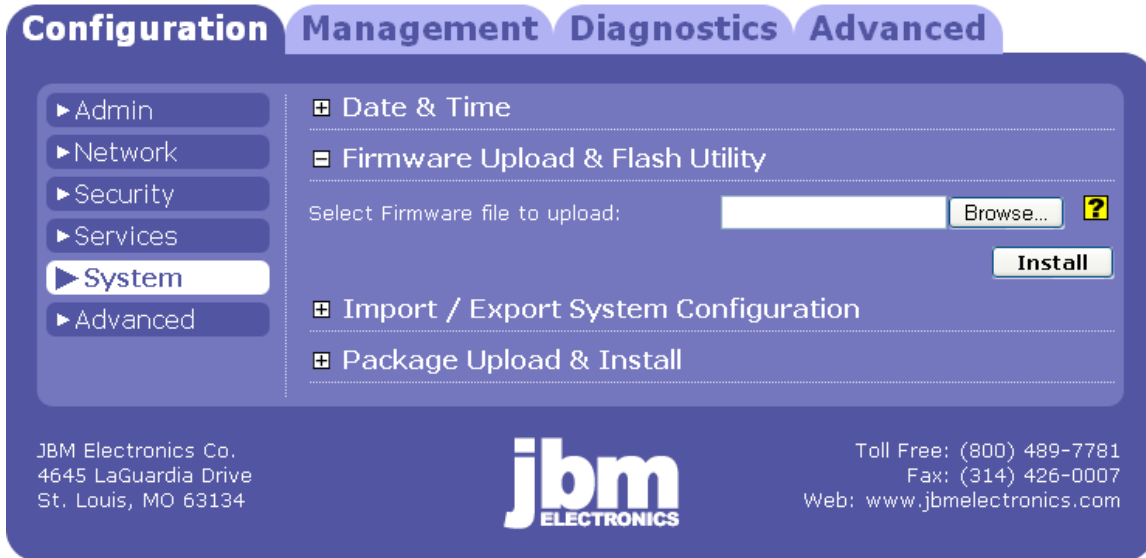 Configuration Management Diagnostics Advanced
Admin
Network
Security
Services
System
Advanced
Date & Time
Firmware Upload & Flash Utility
Select Firmware file to upload: Browse... ?
Install
Import / Export System Configuration
Package Upload & Install
JBM Electronics Co.
4645 LaGuardia Drive
St. Louis, MO 63134
jbm
ELECTRONICS
Toll Free: (800) 489-7781
Fax: (314) 426-0007
Web: www.jbmelectronics.com